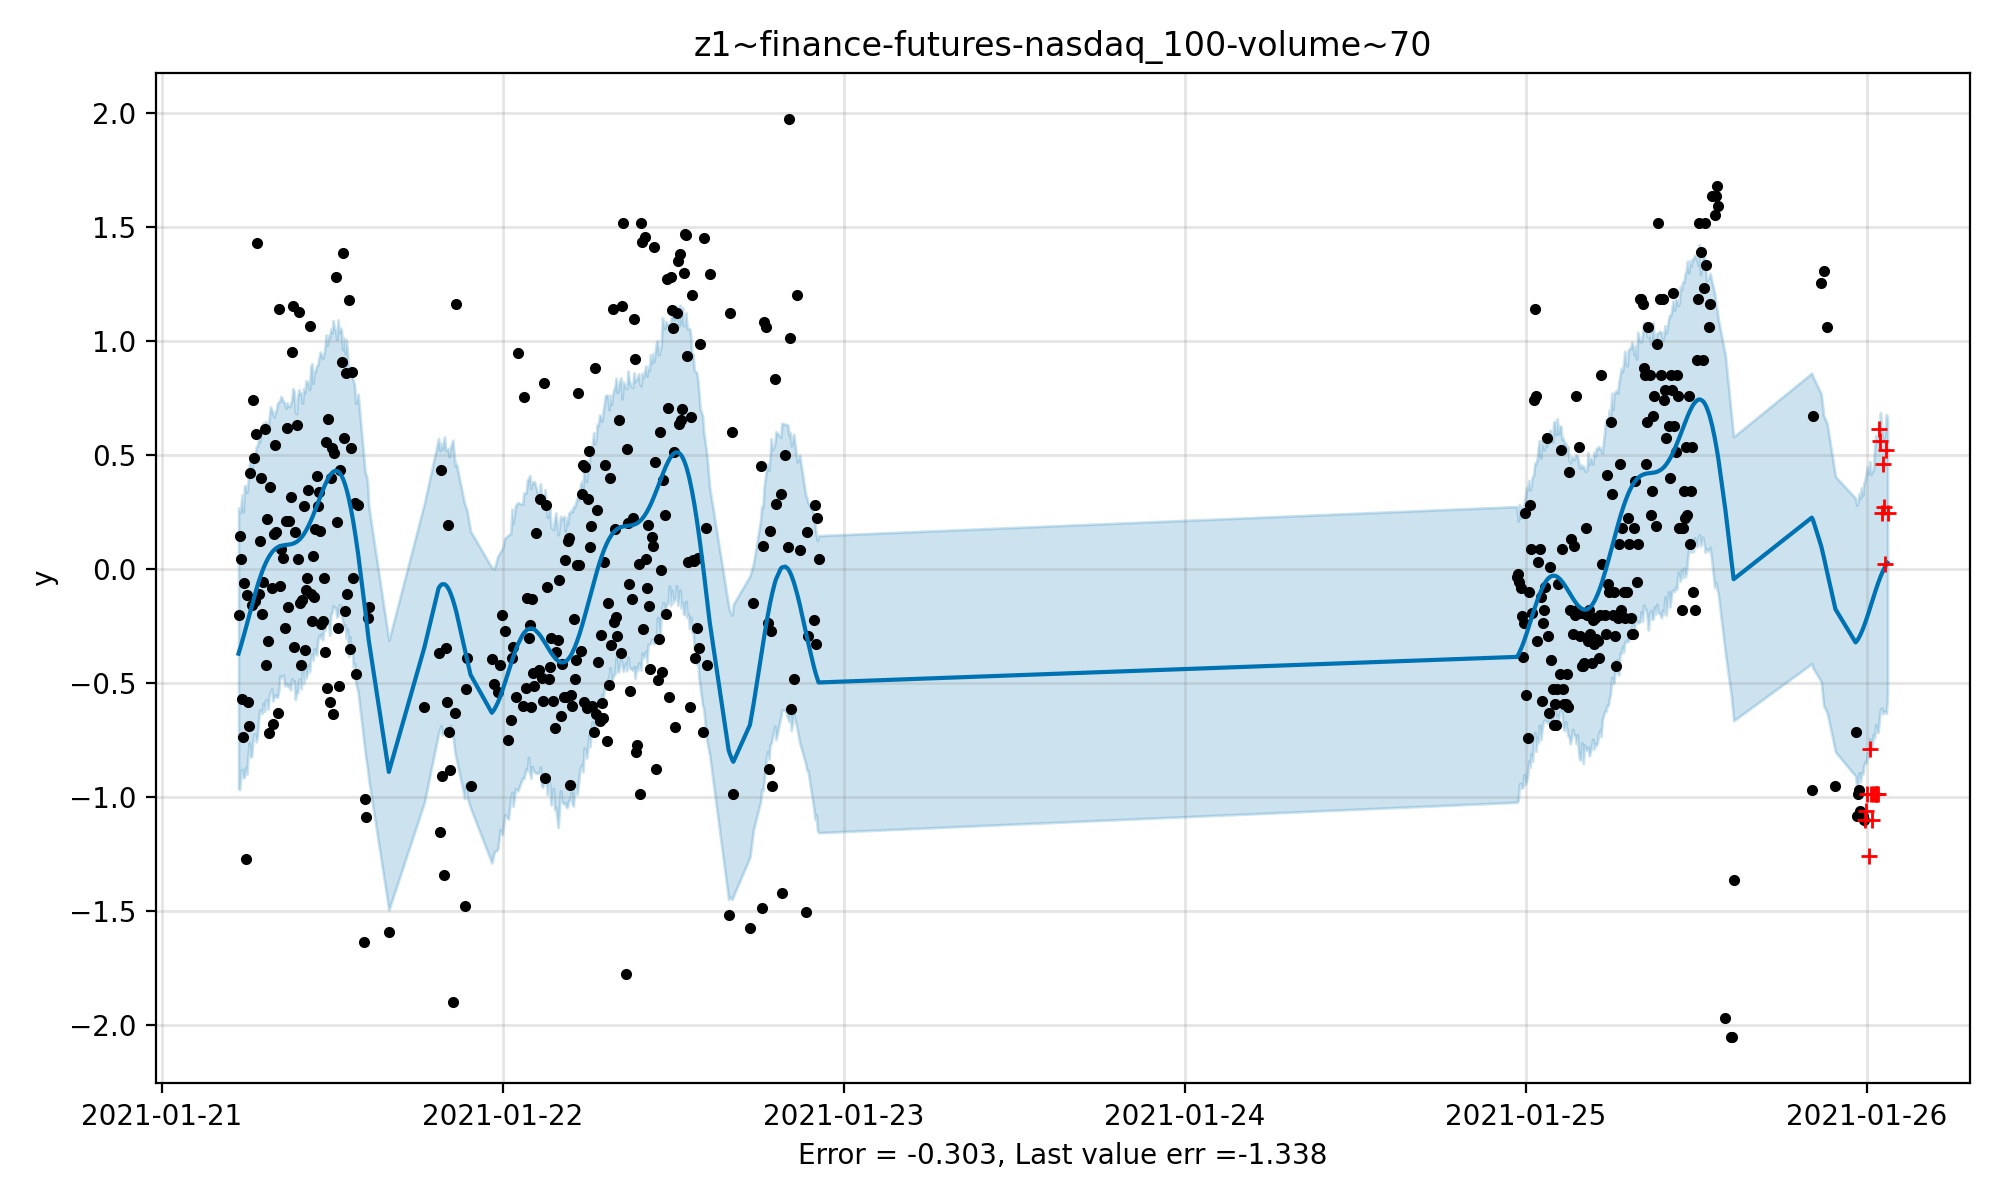 z1~finance-futures-nasdaq_100-volume~70
2.0
1.5
1.0
0.5
0.0
−0.5
−1.0
−1.5
−2.0
y
2021-01-21 2021-01-22 2021-01-23 2021-01-24 2021-01-25 2021-01-26
Error = -0.303, Last value err =-1.338